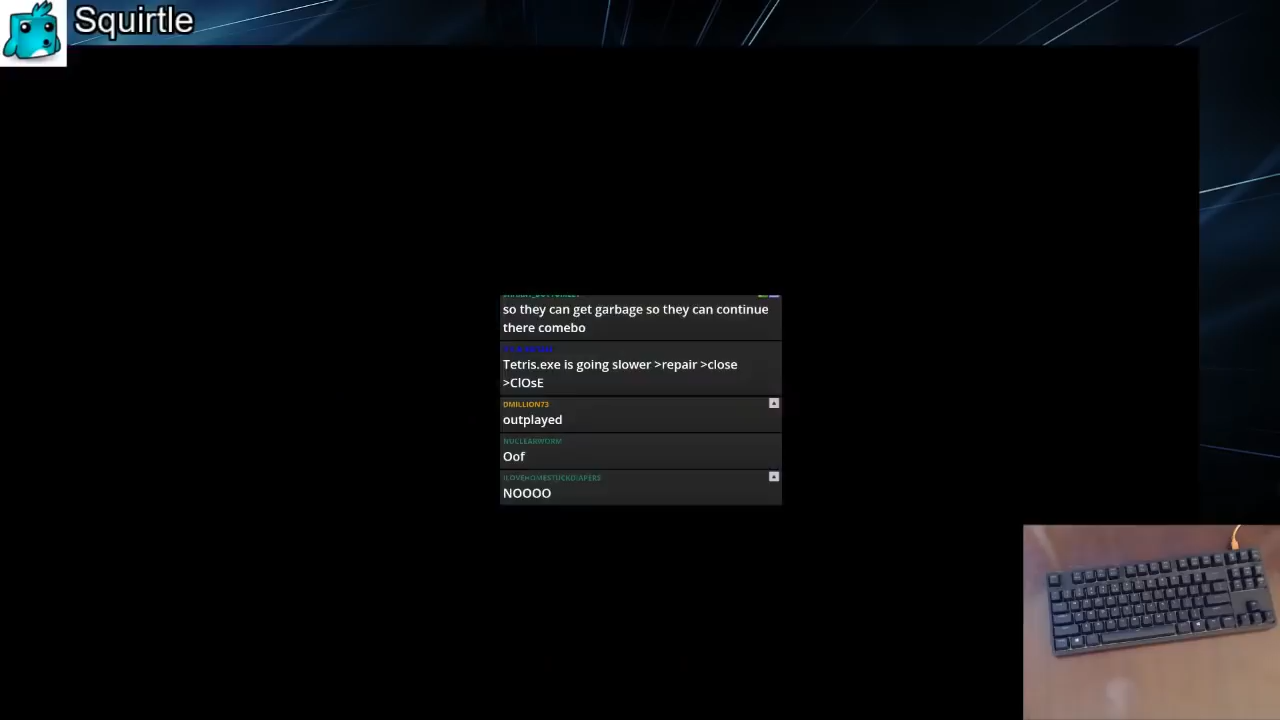 Squirtle
so they can get garbage so they can continue
there comebo
Tetris.exe is going slower >repair >close
>ClOsE
DMILLION73
outplayed
NUCLEARWORM
Oof
ILOVEHOMESTUCKDIAPERS
NOOOO